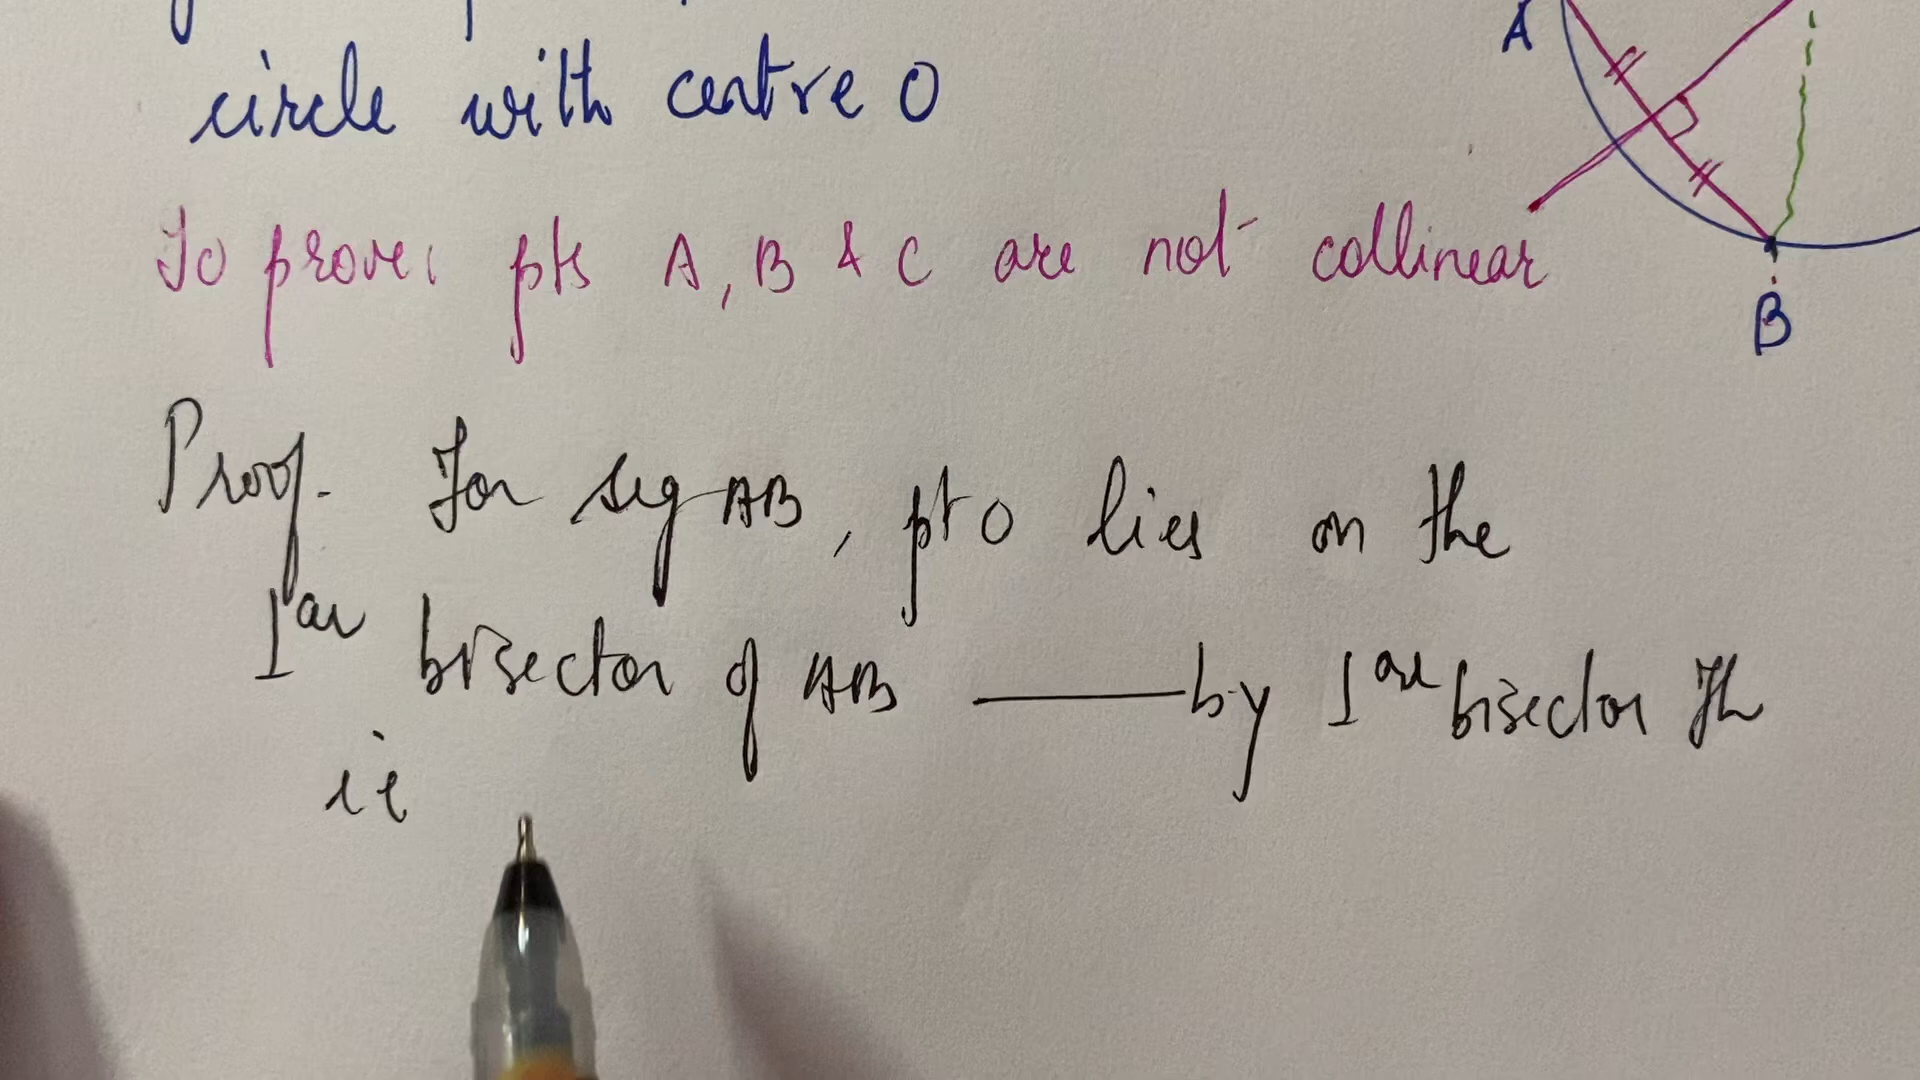 circle with centre O
A
To prove: pts A, B & C are not collinear
B
Proof. For seg AB, pt O lies on the
⊥ar bisector of AB — by ⊥ar bisector Th
ie